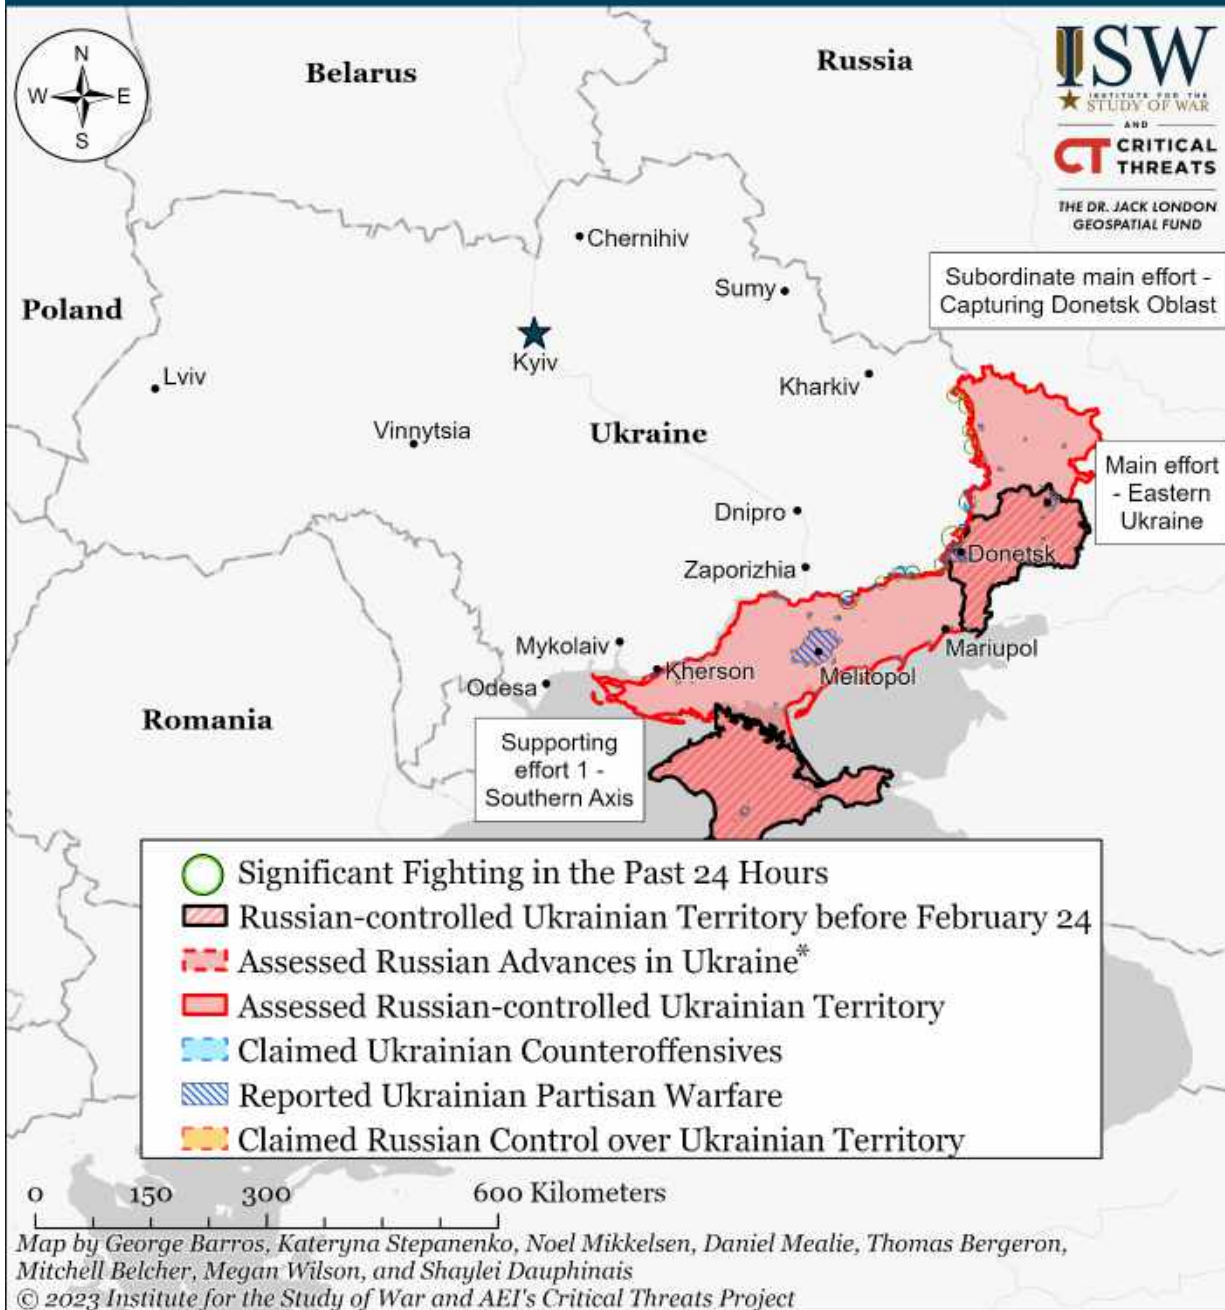 N
W E
S
Belarus
Russia
ISW
INSTITUTE FOR THE
STUDY OF WAR
AND
CT CRITICAL
THREATS
THE DR. JACK LONDON
GEOSPATIAL FUND
Chernihiv
Subordinate main effort -
Capturing Donetsk Oblast
Sumy
Poland
Kyiv
Lviv
Kharkiv
Vinnytsia
Ukraine
Main effort
- Eastern
Ukraine
Dnipro
Donetsk
Zaporizhia
Mykolaiv
Mariupol
Kherson
Melitopol
Odesa
Romania
Supporting
effort 1 -
Southern Axis
Significant Fighting in the Past 24 Hours
Russian-controlled Ukrainian Territory before February 24
Assessed Russian Advances in Ukraine*
Assessed Russian-controlled Ukrainian Territory
Claimed Ukrainian Counteroffensives
Reported Ukrainian Partisan Warfare
Claimed Russian Control over Ukrainian Territory
0 150 300 600 Kilometers
Map by George Barros, Kateryna Stepanenko, Noel Mikkelsen, Daniel Mealie, Thomas Bergeron,
Mitchell Belcher, Megan Wilson, and Shaylei Dauphinais
© 2023 Institute for the Study of War and AEI's Critical Threats Project